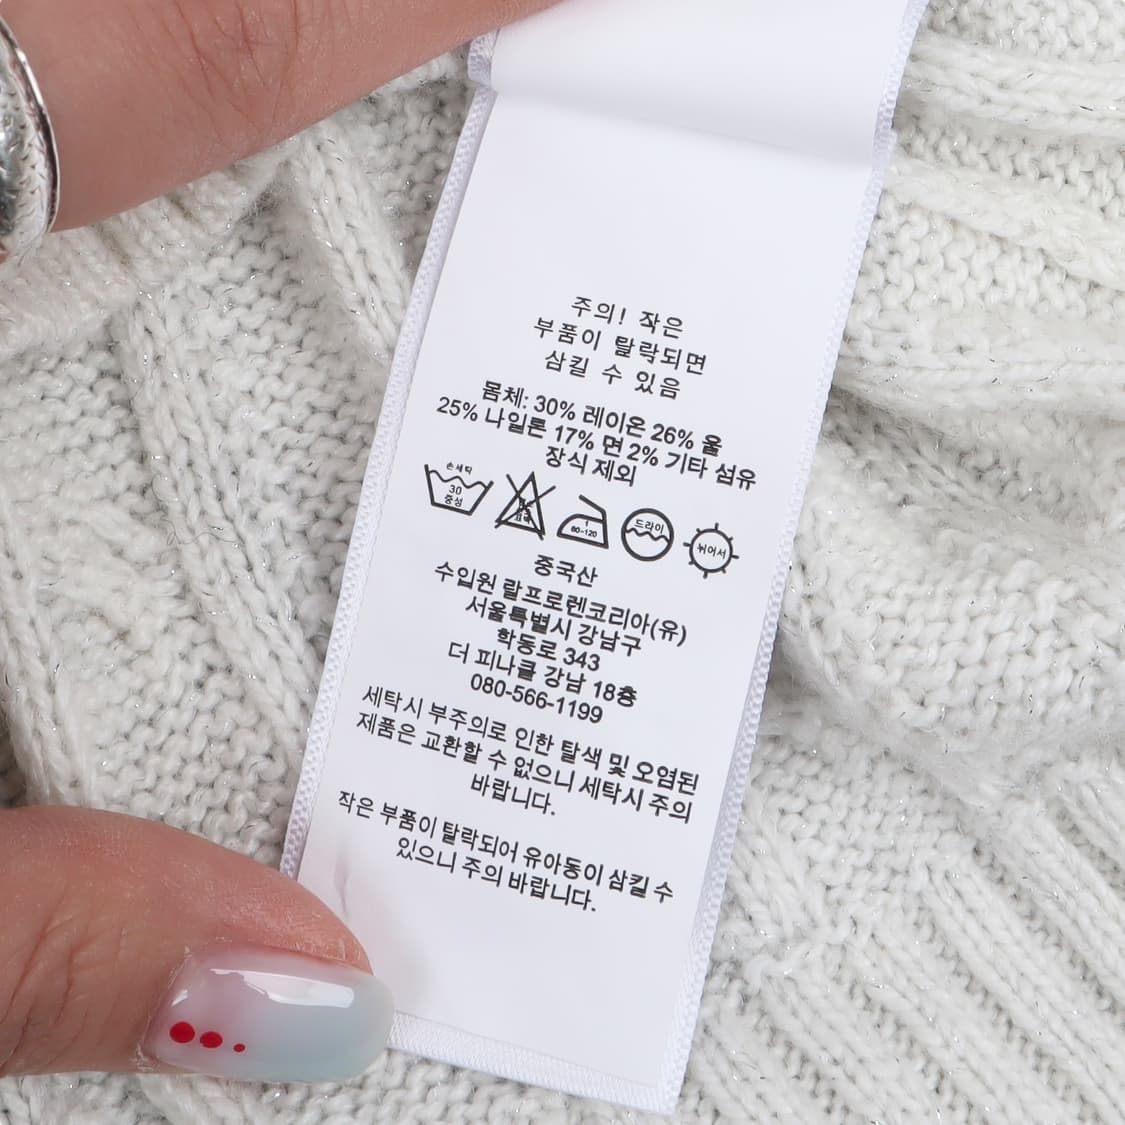 주의! 작은
부품이 탈락되면
삼킬 수 있음
몸체: 30% 레이온 26% 울
25% 나일론 17% 면 2% 기타 섬유
장식 제외
손세탁
30
중성
1
80-120
드라이
뉘어서
중국산
수입원 랄프로렌코리아(유)
서울특별시 강남구
학동로 343
더 피나클 강남 18층
080-566-1199
세탁시 부주의로 인한 탈색 및 오염된
제품은 교환할 수 없으니 세탁시 주의
바랍니다.
작은 부품이 탈락되어 유아동이 삼킬 수
있으니 주의 바랍니다.